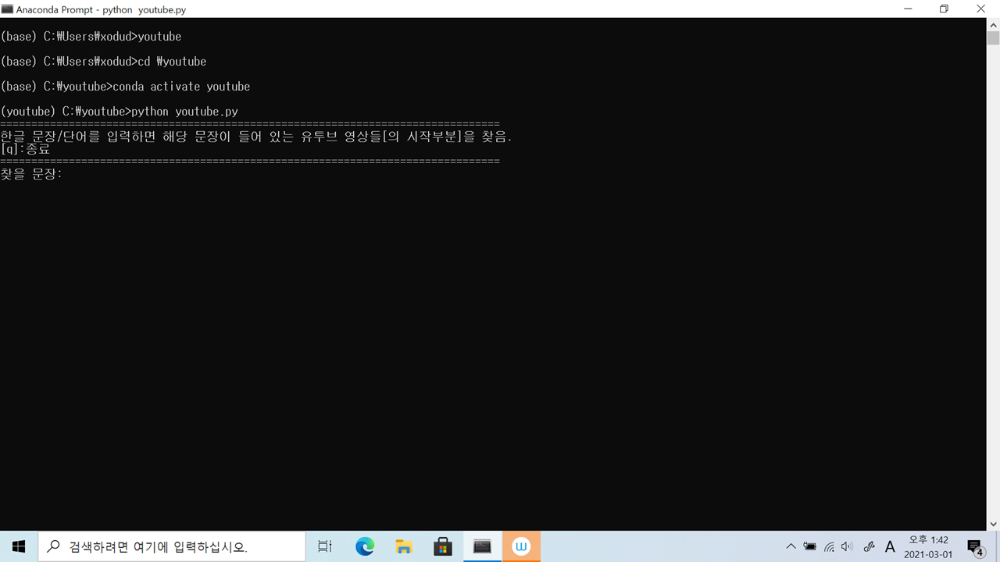 Anaconda Prompt - python  youtube.py
(base) C:₩Users₩xodud>youtube
(base) C:₩Users₩xodud>cd ₩youtube
(base) C:₩youtube>conda activate youtube
(youtube) C:₩youtube>python youtube.py
================================================================================
한글 문장/단어를 입력하면 해당 문장이 들어 있는 유투브 영상들[의 시작부분]을 찾음.
[q]:종료
================================================================================
찾을 문장:
검색하려면 여기에 입력하십시오.
w
A
오후 1:42
2021-03-01
4